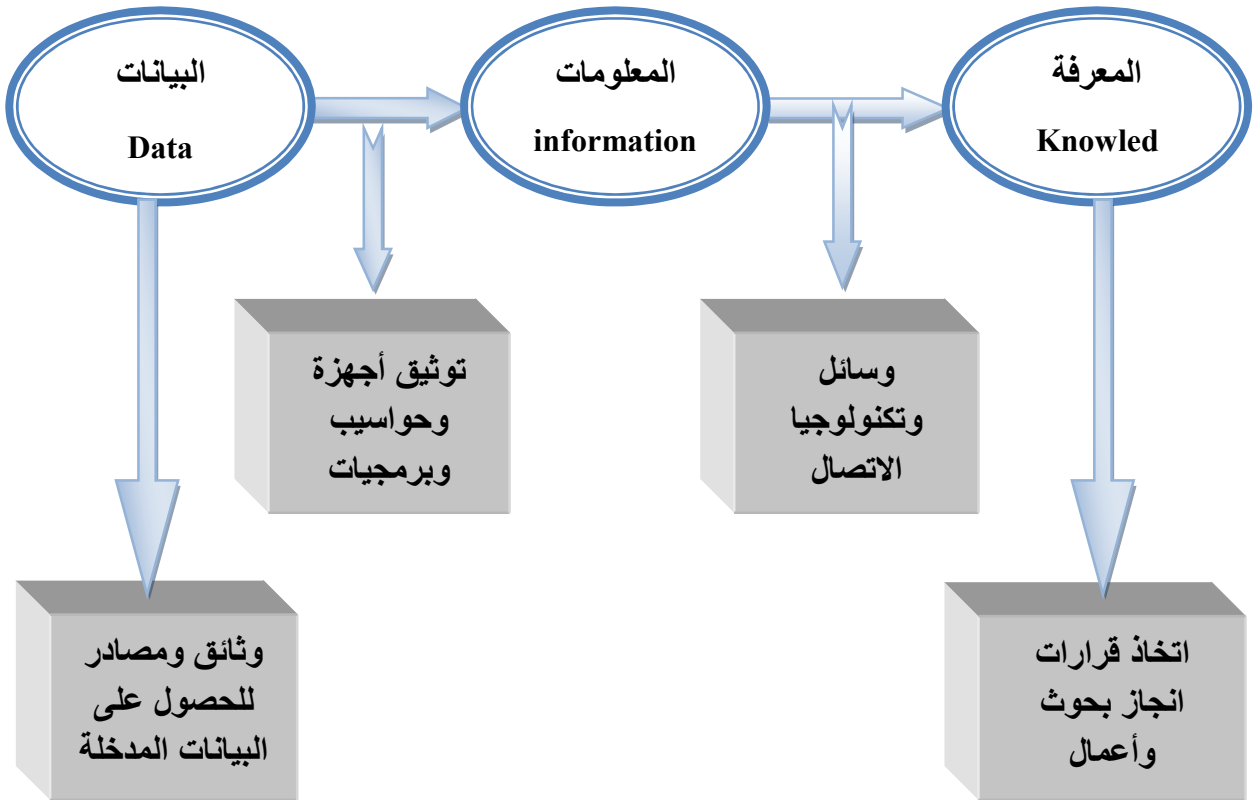 البيانات
Data
المعلومات
information
المعرفة
Knowled
توثيق أجهزة
وحواسيب
وبرمجيات
وسائل
وتكنولوجيا
الاتصال
وثائق ومصادر
للحصول على
البيانات المدخلة
اتخاذ قرارات
انجاز بحوث
وأعمال